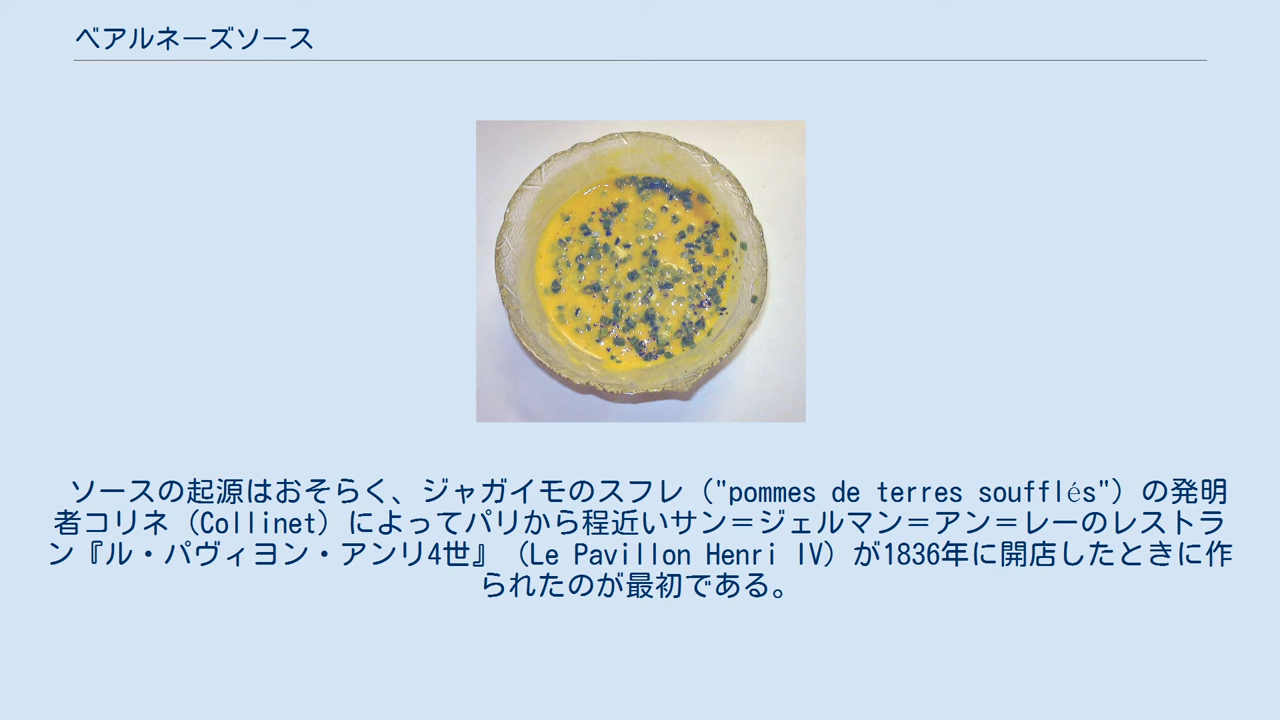 ベアルネーズソース
ソースの起源はおそらく、ジャガイモのスフレ（"pommes de terres soufflés"）の発明
者コリネ（Collinet）によってパリから程近いサン＝ジェルマン＝アン＝レーのレストラ
ン『ル・パヴィヨン・アンリ4世』（Le Pavillon Henri IV）が1836年に開店したときに作
られたのが最初である。